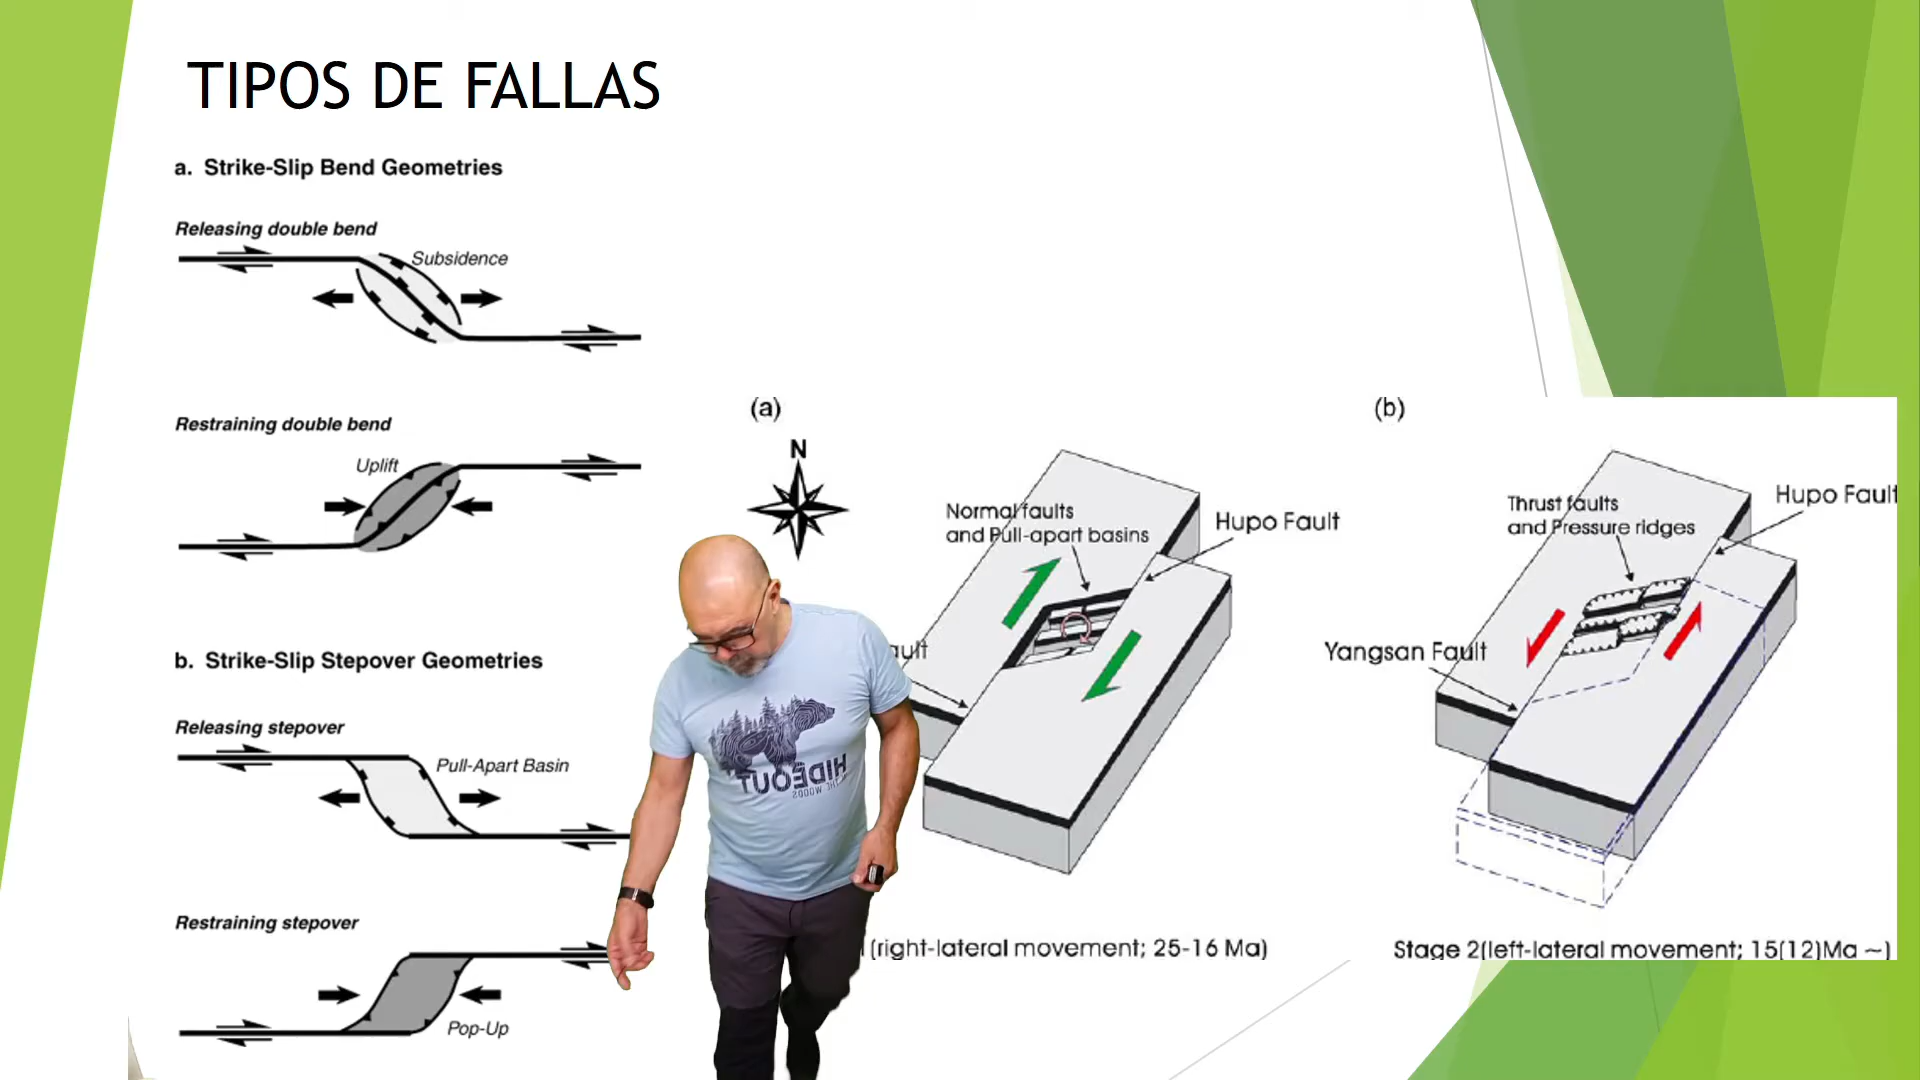 TIPOS DE FALLAS
a. Strike-Slip Bend Geometries
Releasing double bend
Subsidence
Restraining double bend
Uplift
b. Strike-Slip Stepover Geometries
Releasing stepover
Pull-Apart Basin
Restraining stepover
Pop-Up
(a)
N
Normal faults
and Pull-apart basins
Hupo Fault
ault
(right-lateral movement; 25-16 Ma)
HIDEOUT
THE WOODS
(b)
Thrust faults
and Pressure ridges
Hupo Fault
Yangsan Fault
Stage 2(left-lateral movement; 15(12)Ma ~)